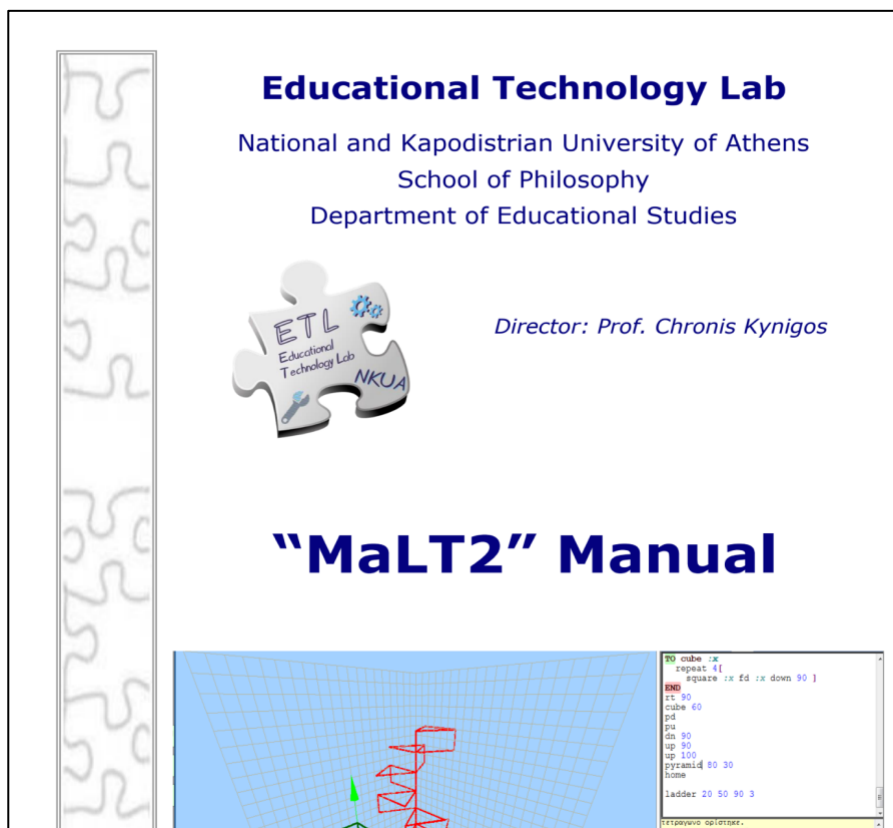 Educational Technology Lab
National and Kapodistrian University of Athens
School of Philosophy
Department of Educational Studies
ETL
Educational
Technology Lab
NKUA
Director: Prof. Chronis Kynigos
“MaLT2” Manual
TO cube :x
repeat 4[
square :x fd :x down 90 ]
END
rt 90
cube 60
pd
pu
dn 90
up 90
up 100
pyramid 80 30
home
ladder 20 50 90 3
τετραγωνο ορίστηκε.